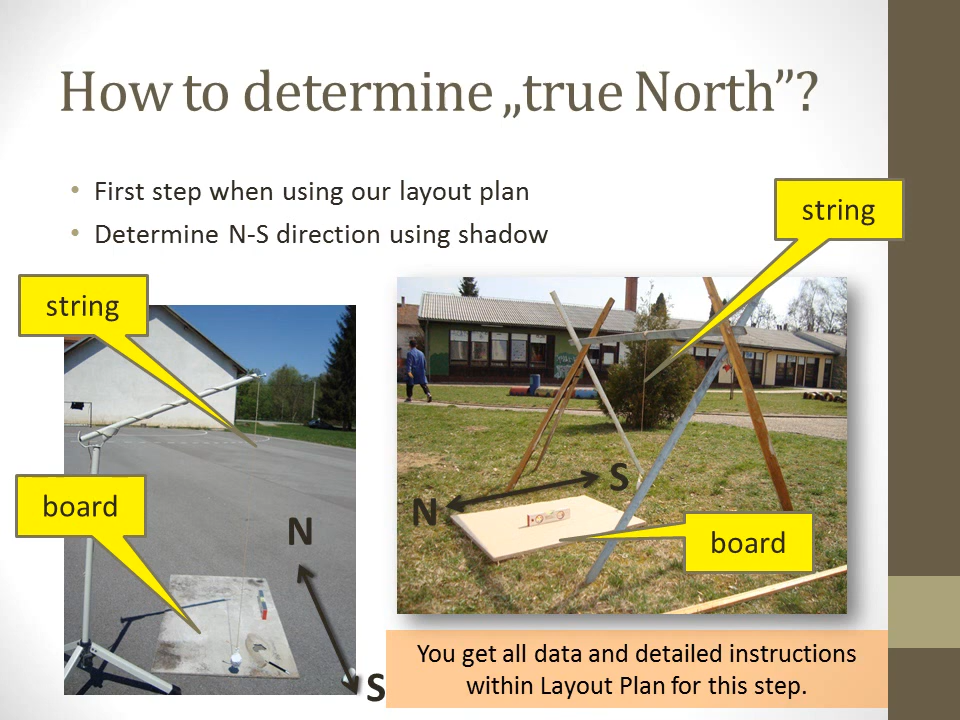 How to determine „true North”?
• First step when using our layout plan
• Determine N-S direction using shadow
string
string
board
N
S
N
S
board
You get all data and detailed instructions
within Layout Plan for this step.